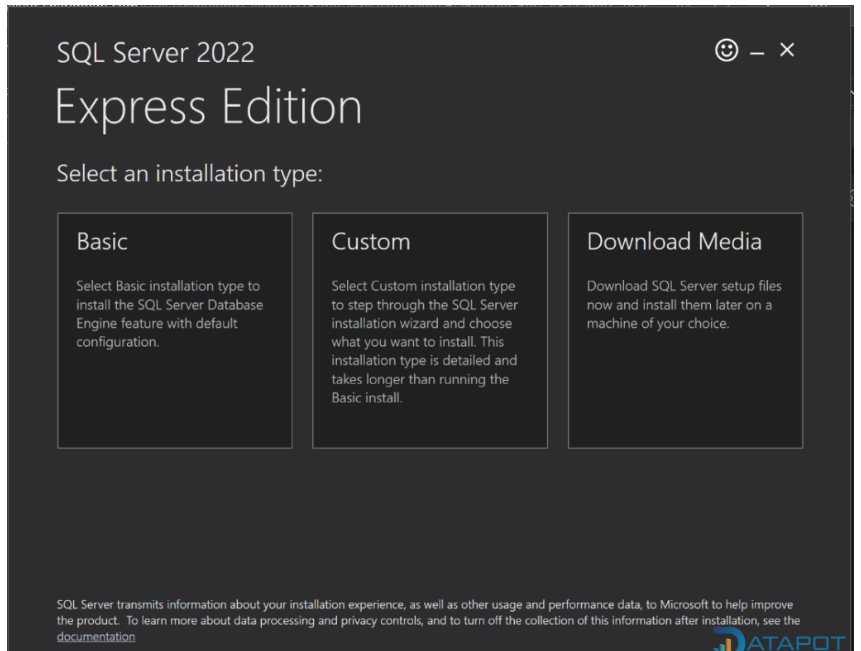 SQL Server 2022
Express Edition
Select an installation type:
Basic
Select Basic installation type to
install the SQL Server Database
Engine feature with default
configuration.
Custom
Select Custom installation type
to step through the SQL Server
installation wizard and choose
what you want to install. This
installation type is detailed and
takes longer than running the
Basic install.
Download Media
Download SQL Server setup files
now and install them later on a
machine of your choice.
SQL Server transmits information about your installation experience, as well as other usage and performance data, to Microsoft to help improve
the product. To learn more about data processing and privacy controls, and to turn off the collection of this information after installation, see the
documentation
DATAPOT